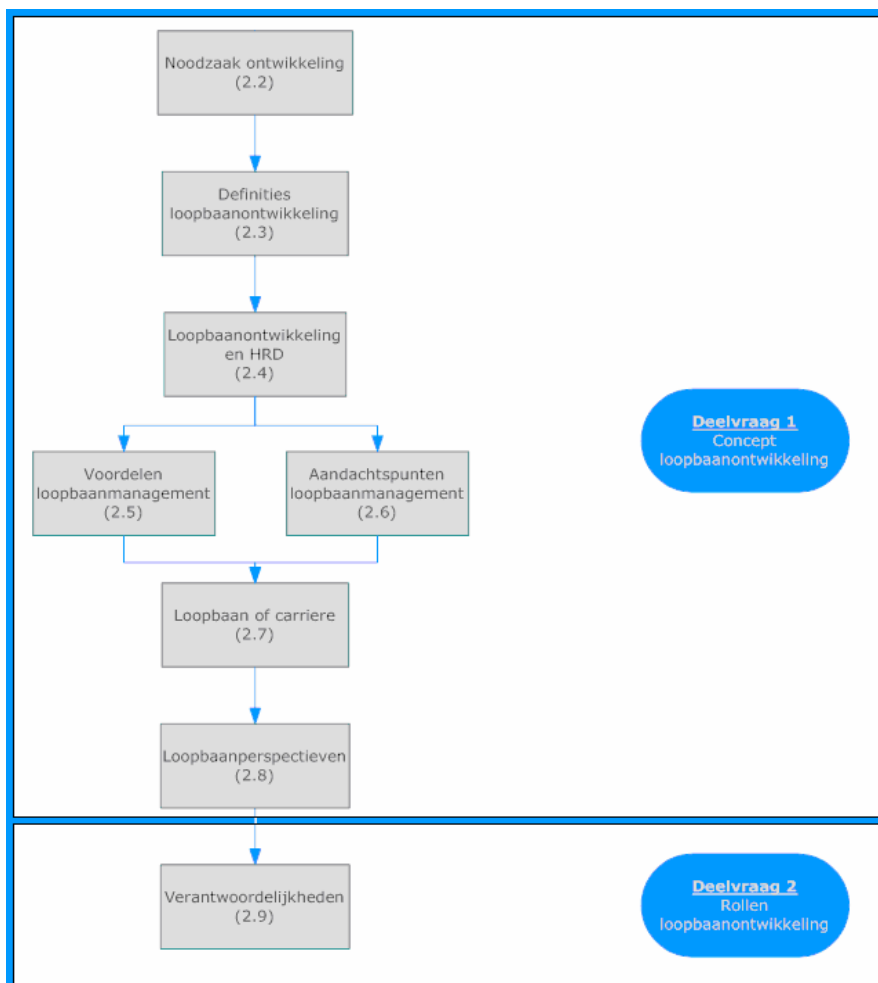 Noodzaak ontwikkeling
(2.2)
Definities
loopbaanontwikkeling
(2.3)
Loopbaanontwikkeling
en HRD
(2.4)
Voordelen
loopbaanmanagement
(2.5)
Aandachtspunten
loopbaanmanagement
(2.6)
Deelvraag 1
Concept
loopbaanontwikkeling
Loopbaan of carriere
(2.7)
Loopbaanperspectieven
(2.8)
Verantwoordelijkheden
(2.9)
Deelvraag 2
Rollen
loopbaanontwikkeling